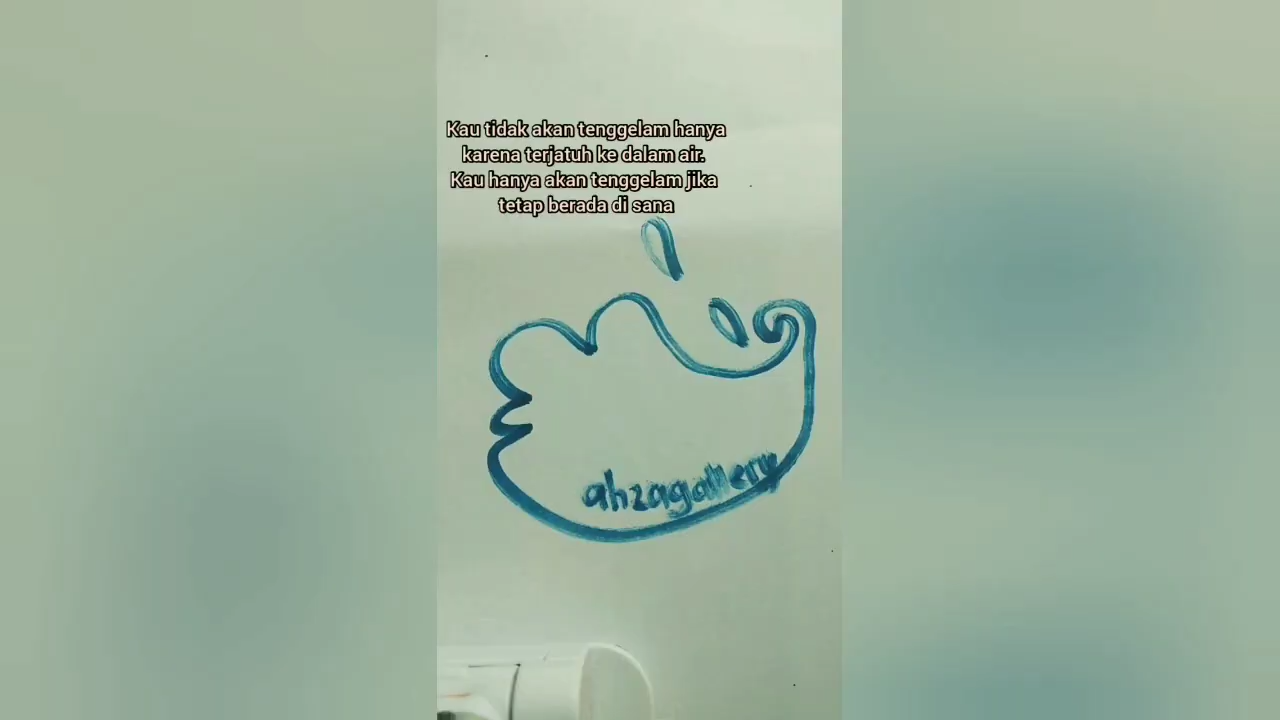 Kau tidak akan tenggelam hanya
karena terjatuh ke dalam air.
Kau hanya akan tenggelam jika
tetap berada di sana
ahzagallery